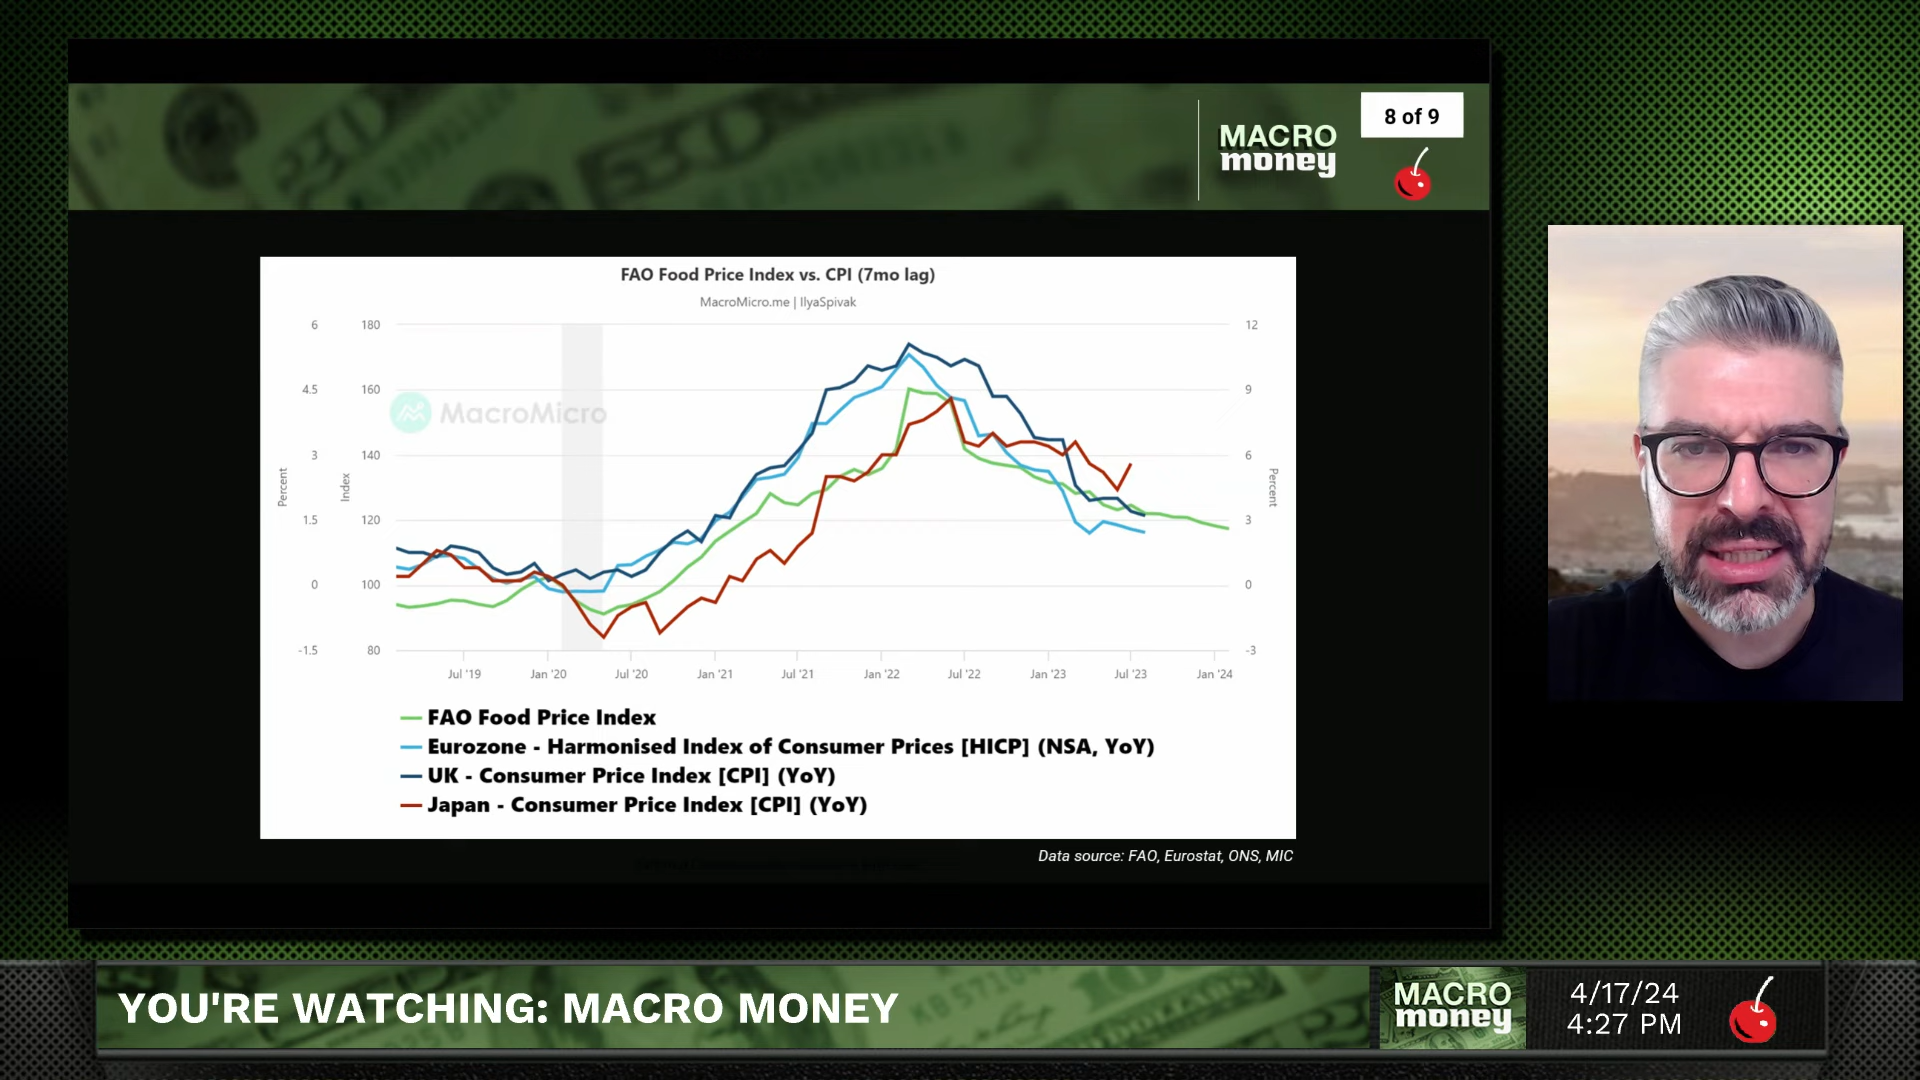 8 of 9
MACRO
money
FAO Food Price Index vs. CPI (7mo lag)
MacroMicro.me | IlyaSpivak
6 180 12
4.5 160 9
MacroMicro
3 140 6
Percent Index Percent
1.5 120 3
0 100 0
-1.5 80 -3
Jul '19 Jan '20 Jul '20 Jan '21 Jul '21 Jan '22 Jul '22 Jan '23 Jul '23 Jan '24
FAO Food Price Index
Eurozone - Harmonised Index of Consumer Prices [HICP] (NSA, YoY)
UK - Consumer Price Index [CPI] (YoY)
Japan - Consumer Price Index [CPI] (YoY)
Data source: FAO, Eurostat, ONS, MIC
YOU'RE WATCHING: MACRO MONEY
MACRO
money
4/17/24
4:27 PM